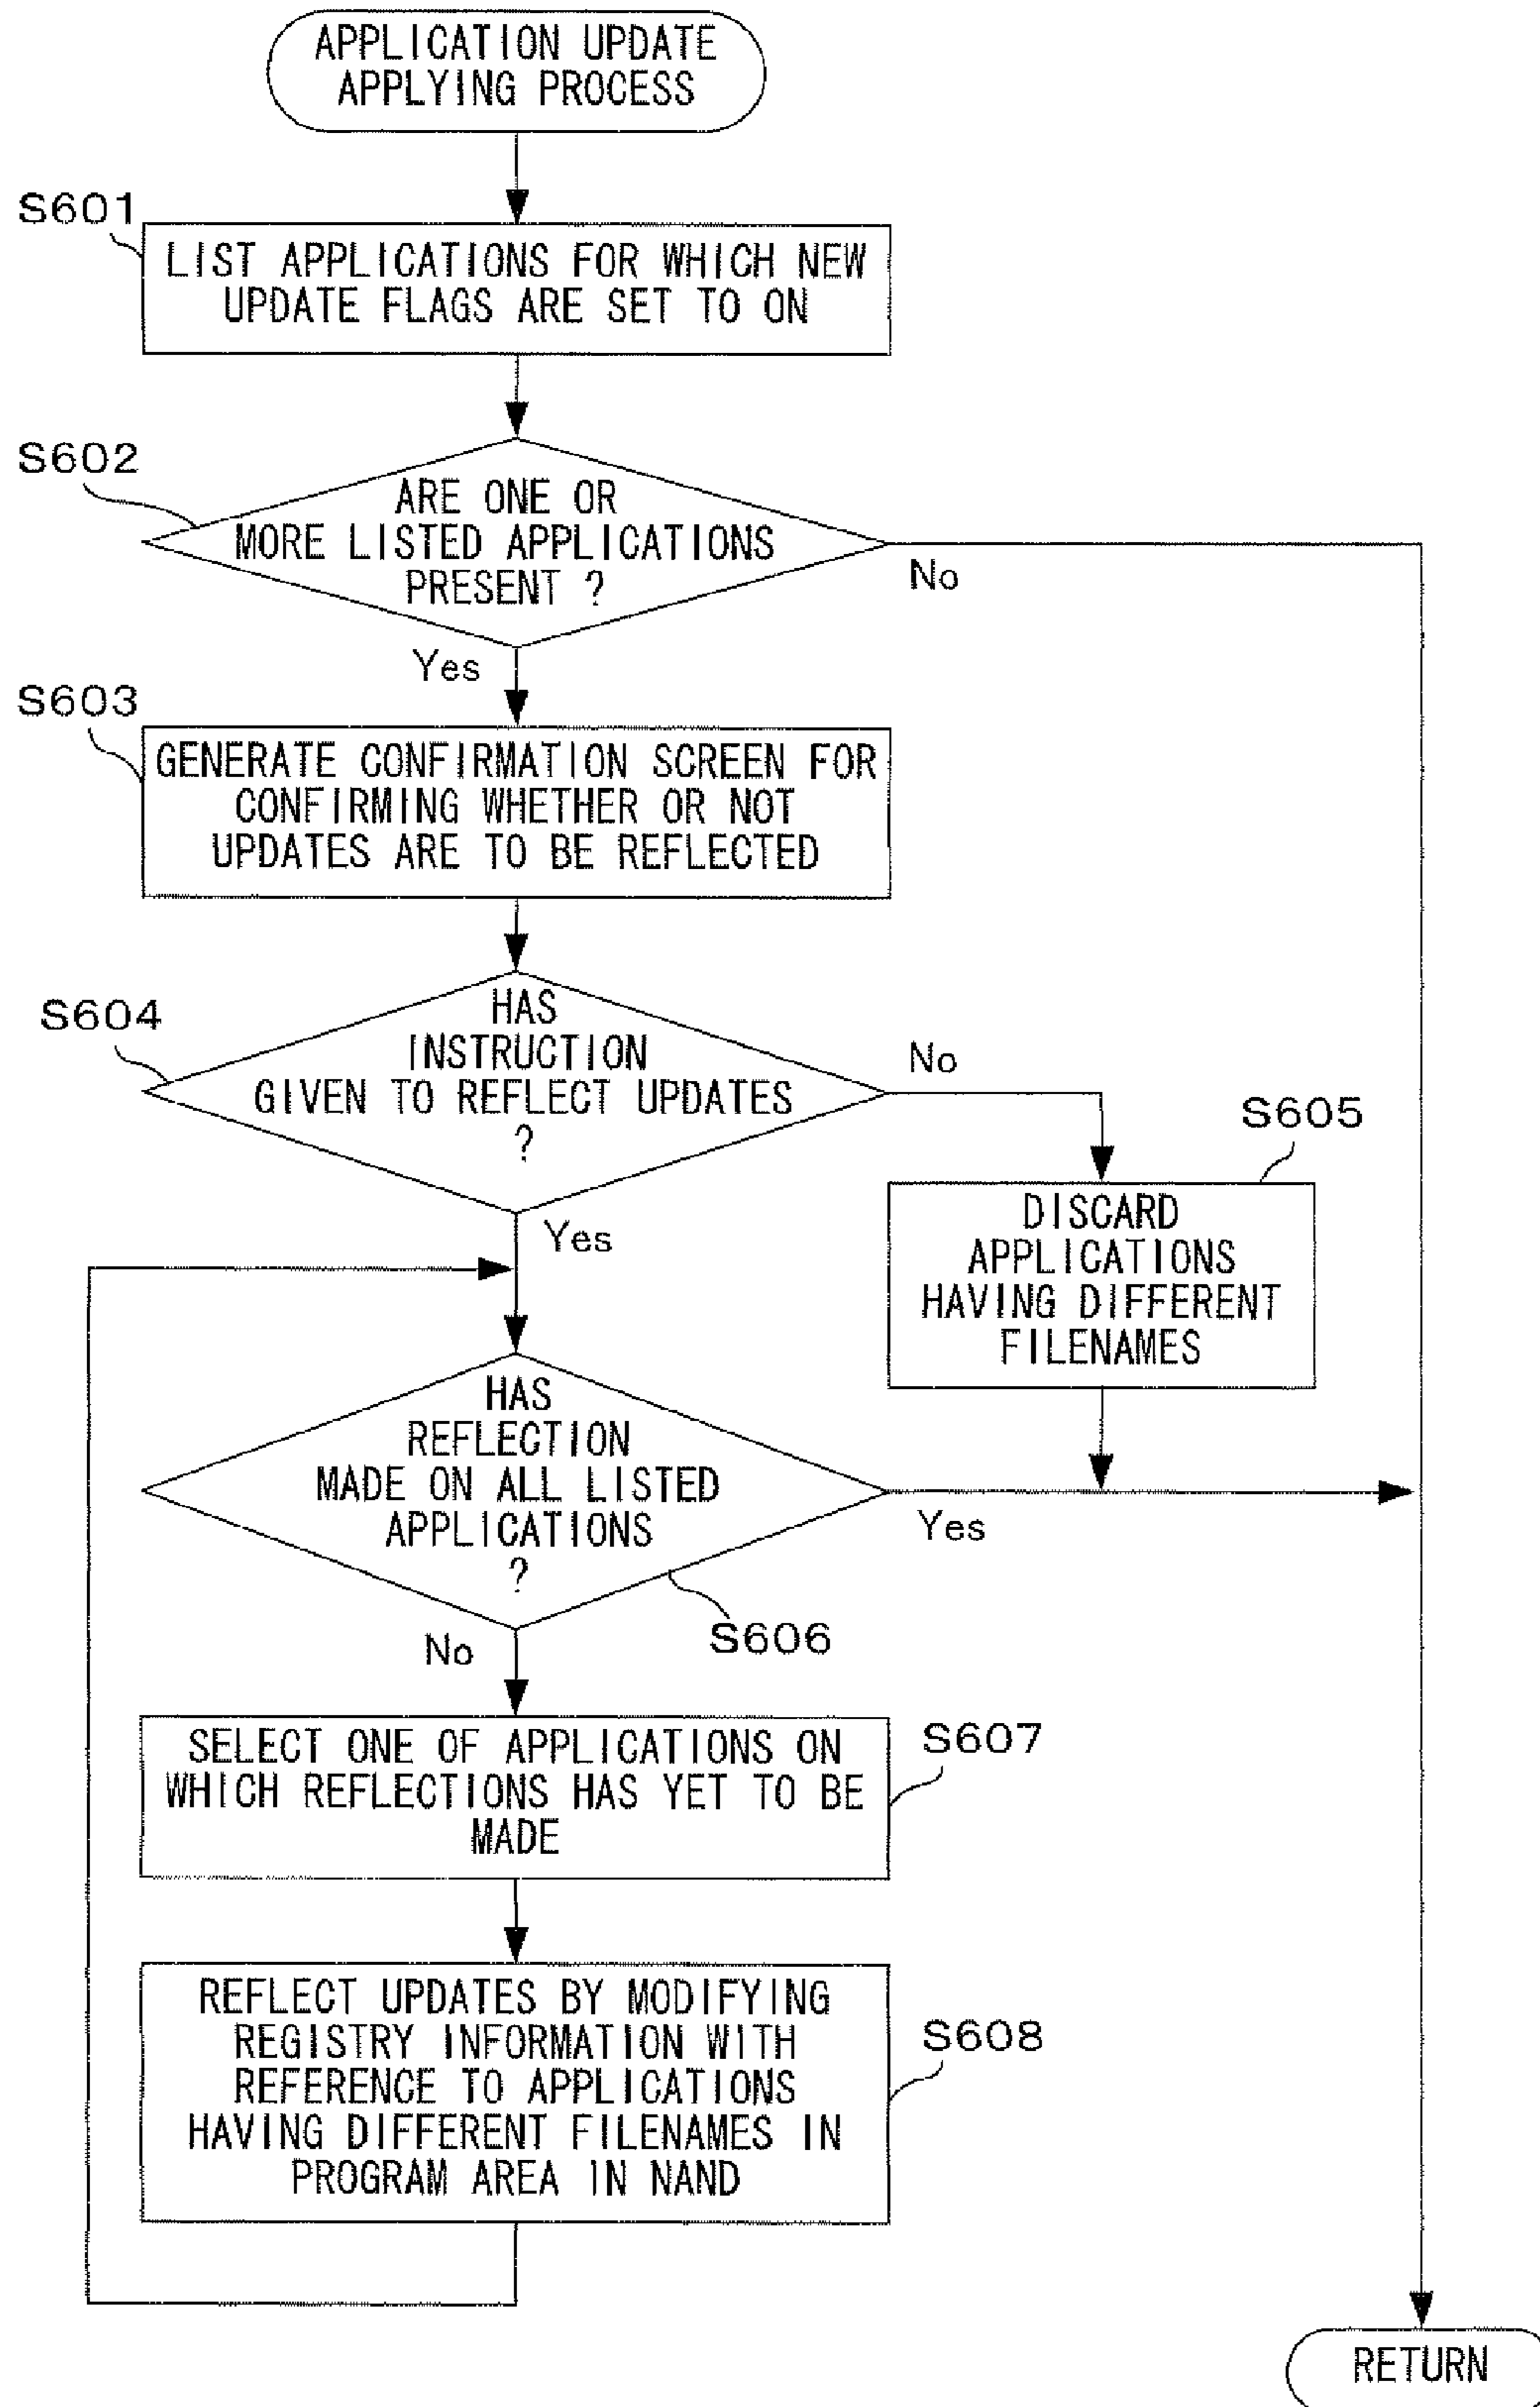 APPLICATION UPDATE
APPLYING PROCESS
S601
LIST APPLICATIONS FOR WHICH NEW
UPDATE FLAGS ARE SET TO ON
S602
ARE ONE OR
MORE LISTED APPLICATIONS
PRESENT ?
No
Yes
S603
GENERATE CONFIRMATION SCREEN FOR
CONFIRMING WHETHER OR NOT
UPDATES ARE TO BE REFLECTED
S604
HAS
INSTRUCTION
GIVEN TO REFLECT UPDATES
?
No
Yes
S605
DISCARD
APPLICATIONS
HAVING DIFFERENT
FILENAMES
HAS
REFLECTION
MADE ON ALL LISTED
APPLICATIONS
?
Yes
S606
No
SELECT ONE OF APPLICATIONS ON
WHICH REFLECTIONS HAS YET TO BE
MADE
S607
REFLECT UPDATES BY MODIFYING
REGISTRY INFORMATION WITH
REFERENCE TO APPLICATIONS
HAVING DIFFERENT FILENAMES IN
PROGRAM AREA IN NAND
S608
RETURN